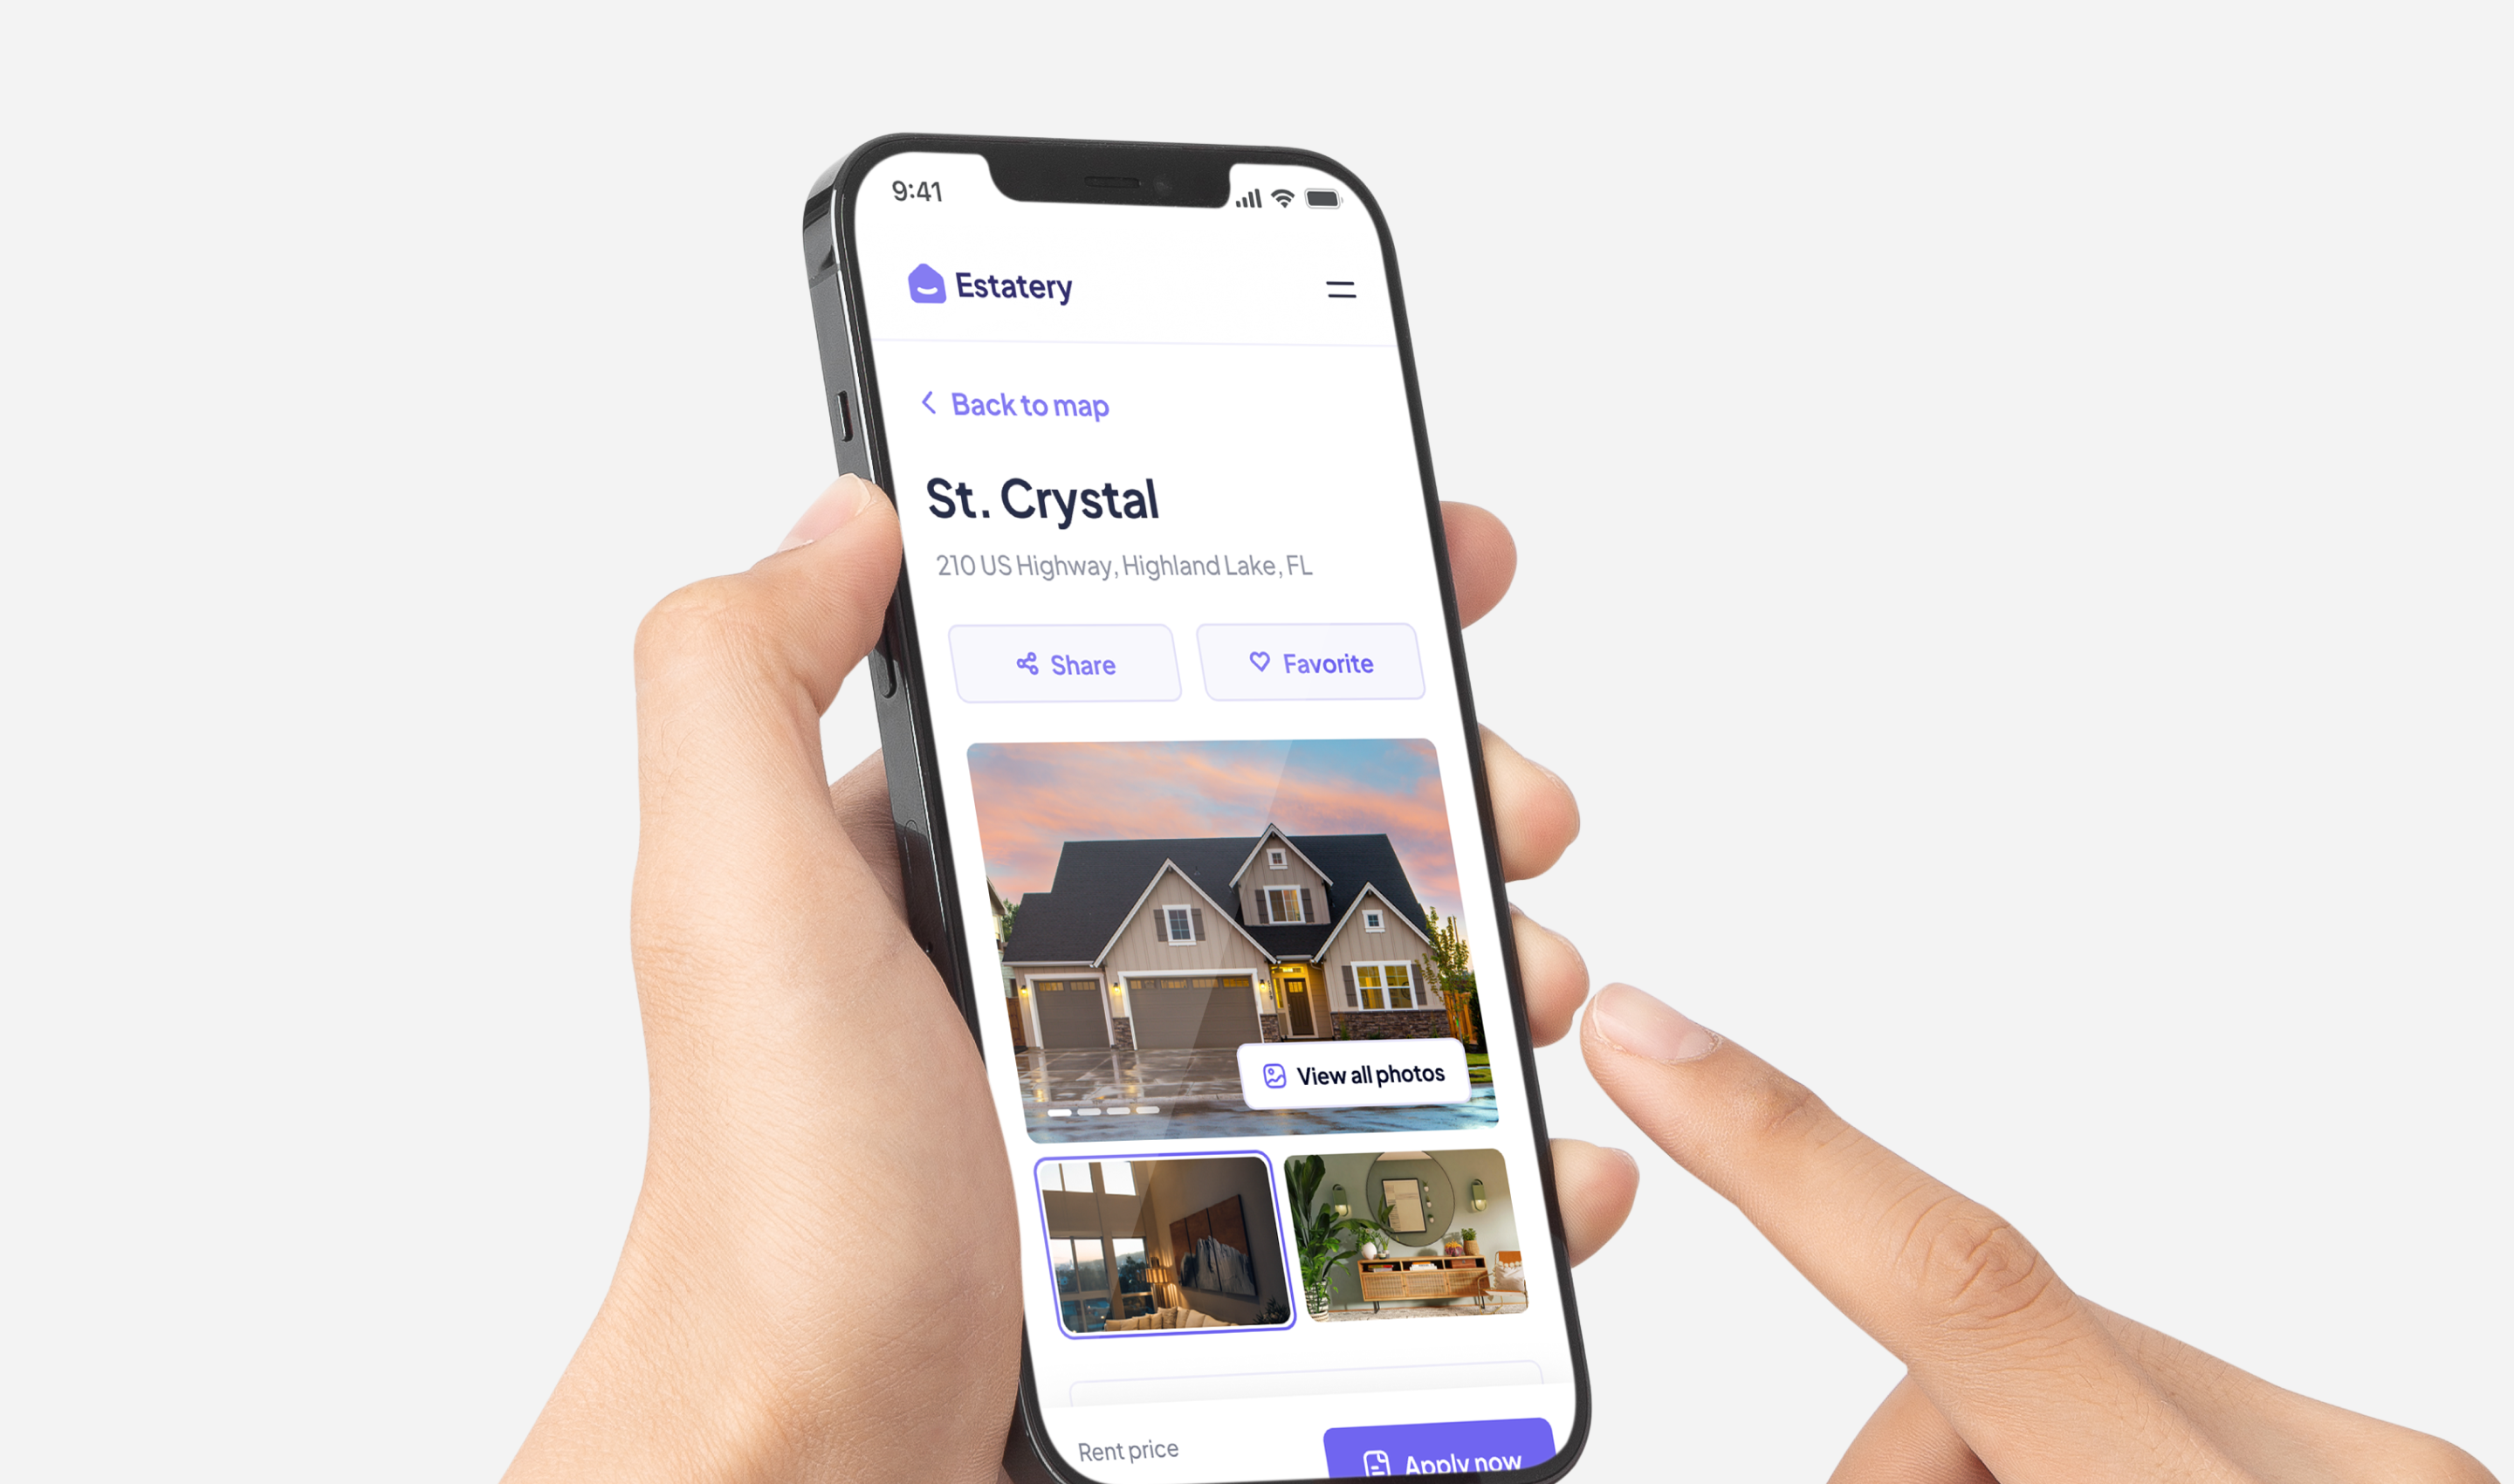 9:41
Estatery
Back to map
St. Crystal
210 US Highway, Highland Lake, FL
Share
Favorite
View all photos
Rent price
Apply now